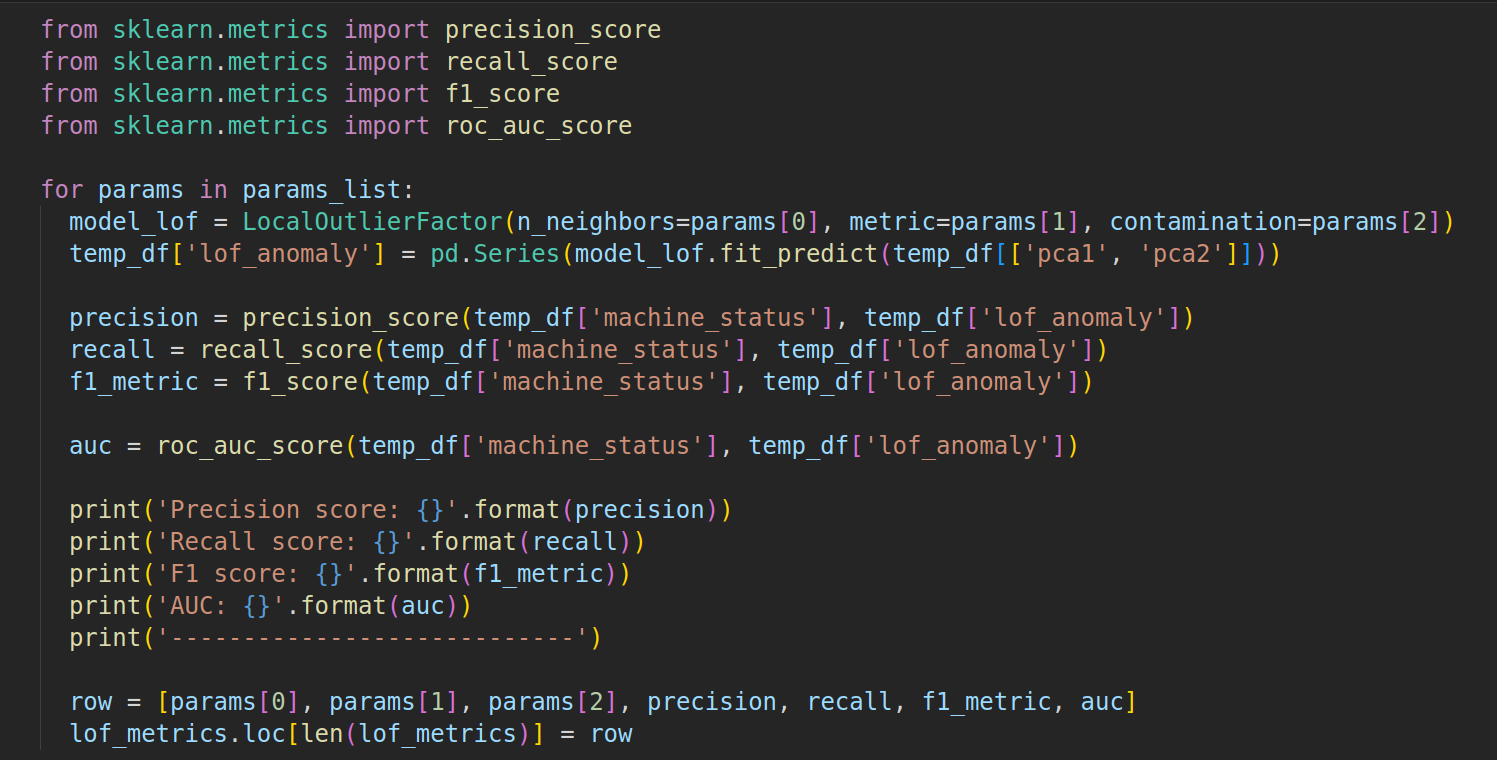 from sklearn.metrics import precision_score
from sklearn.metrics import recall_score
from sklearn.metrics import f1_score
from sklearn.metrics import roc_auc_score

for params in params_list:
  model_lof = LocalOutlierFactor(n_neighbors=params[0], metric=params[1], contamination=params[2])
  temp_df['lof_anomaly'] = pd.Series(model_lof.fit_predict(temp_df[['pca1', 'pca2']]))

  precision = precision_score(temp_df['machine_status'], temp_df['lof_anomaly'])
  recall = recall_score(temp_df['machine_status'], temp_df['lof_anomaly'])
  f1_metric = f1_score(temp_df['machine_status'], temp_df['lof_anomaly'])

  auc = roc_auc_score(temp_df['machine_status'], temp_df['lof_anomaly'])

  print('Precision score: {}'.format(precision))
  print('Recall score: {}'.format(recall))
  print('F1 score: {}'.format(f1_metric))
  print('AUC: {}'.format(auc))
  print('----------------------------')

  row = [params[0], params[1], params[2], precision, recall, f1_metric, auc]
  lof_metrics.loc[len(lof_metrics)] = row